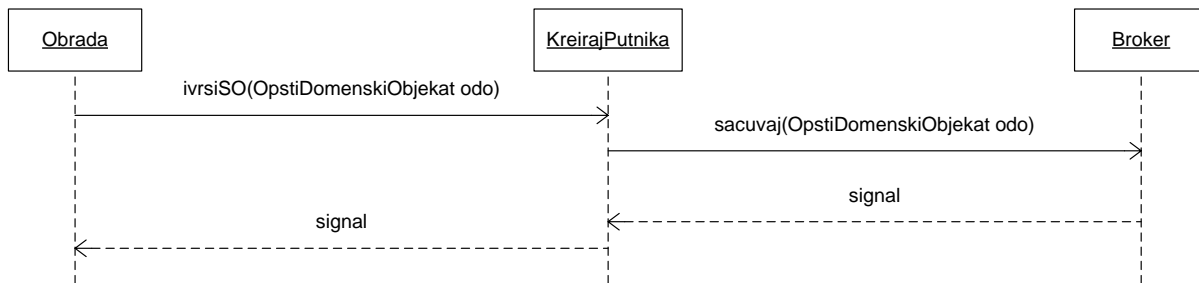 Obrada
KreirajPutnika
Broker
ivrsiSO(OpstiDomenskiObjekat odo)
sacuvaj(OpstiDomenskiObjekat odo)
signal
signal